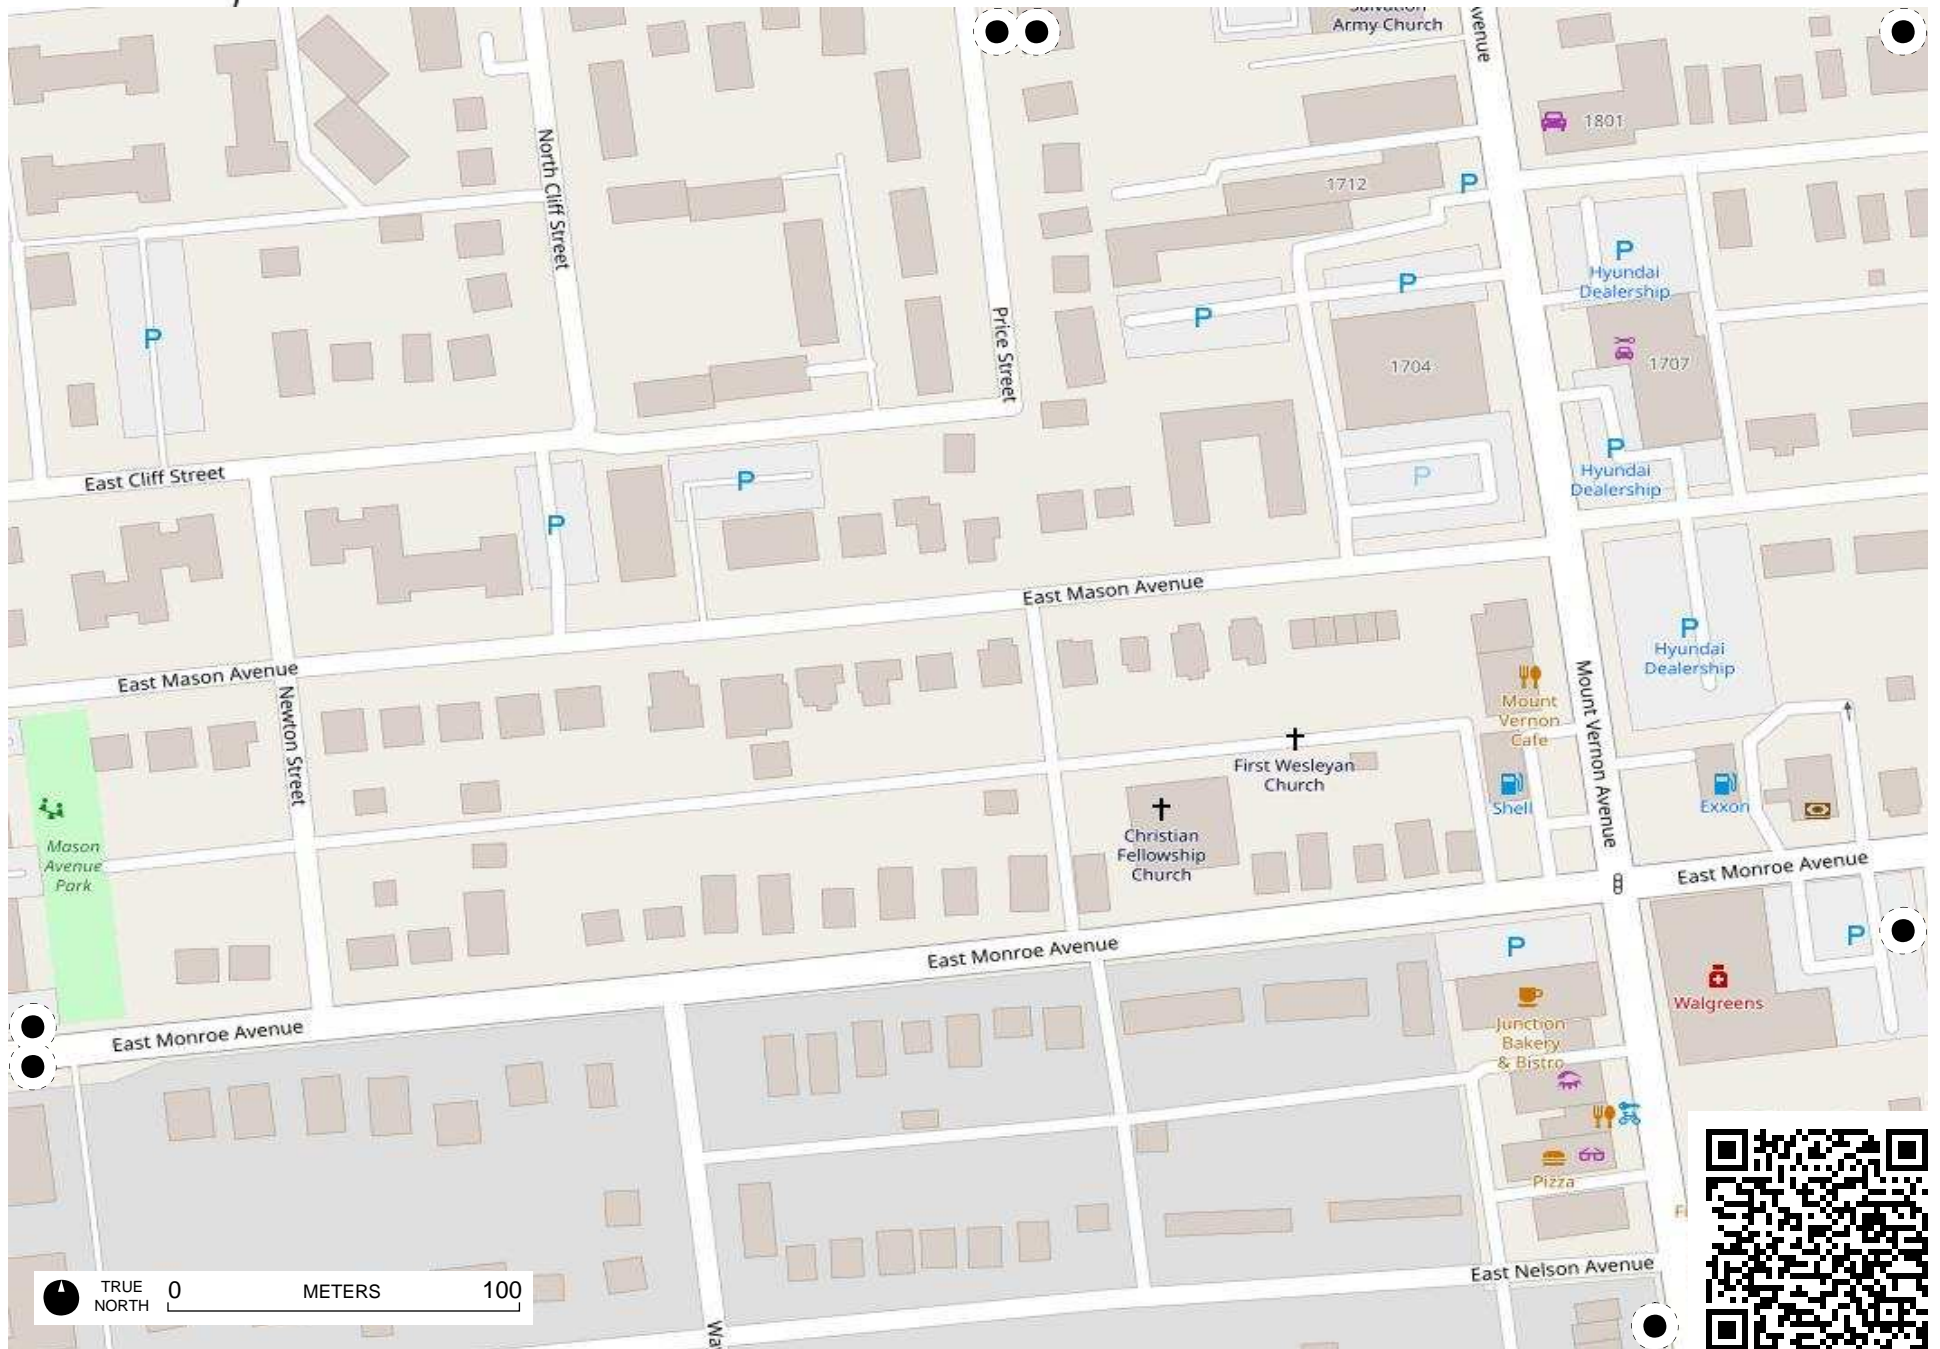 Army Church
venue
1801
North Cliff Street
P
1712
P
Hyundai
Dealership
P
P
P
Price Street
1704
1707
P
Hyundai
Dealership
East Cliff Street
P
P
P
East Mason Avenue
P
Hyundai
Dealership
East Mason Avenue
Newton Street
Mount Vernon Avenue
Mount
Vernon
Cafe
First Wesleyan
Church
Shell
Exxon
Christian
Fellowship
Church
Mason
Avenue
Park
East Monroe Avenue
East Monroe Avenue
P
P
Walgreens
Junction
Bakery
& Bistro
East Monroe Avenue
Pizza
East Nelson Avenue
Wa
TRUE
NORTH
0 METERS 100